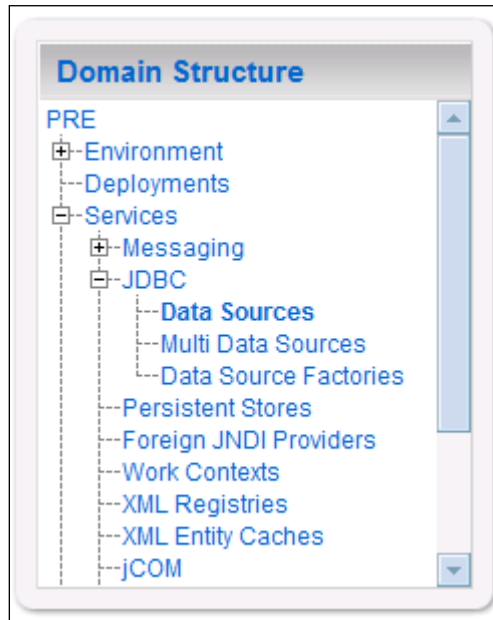 Domain Structure
PRE
Environment
Deployments
Services
Messaging
JDBC
Data Sources
Multi Data Sources
Data Source Factories
Persistent Stores
Foreign JNDI Providers
Work Contexts
XML Registries
XML Entity Caches
jCOM